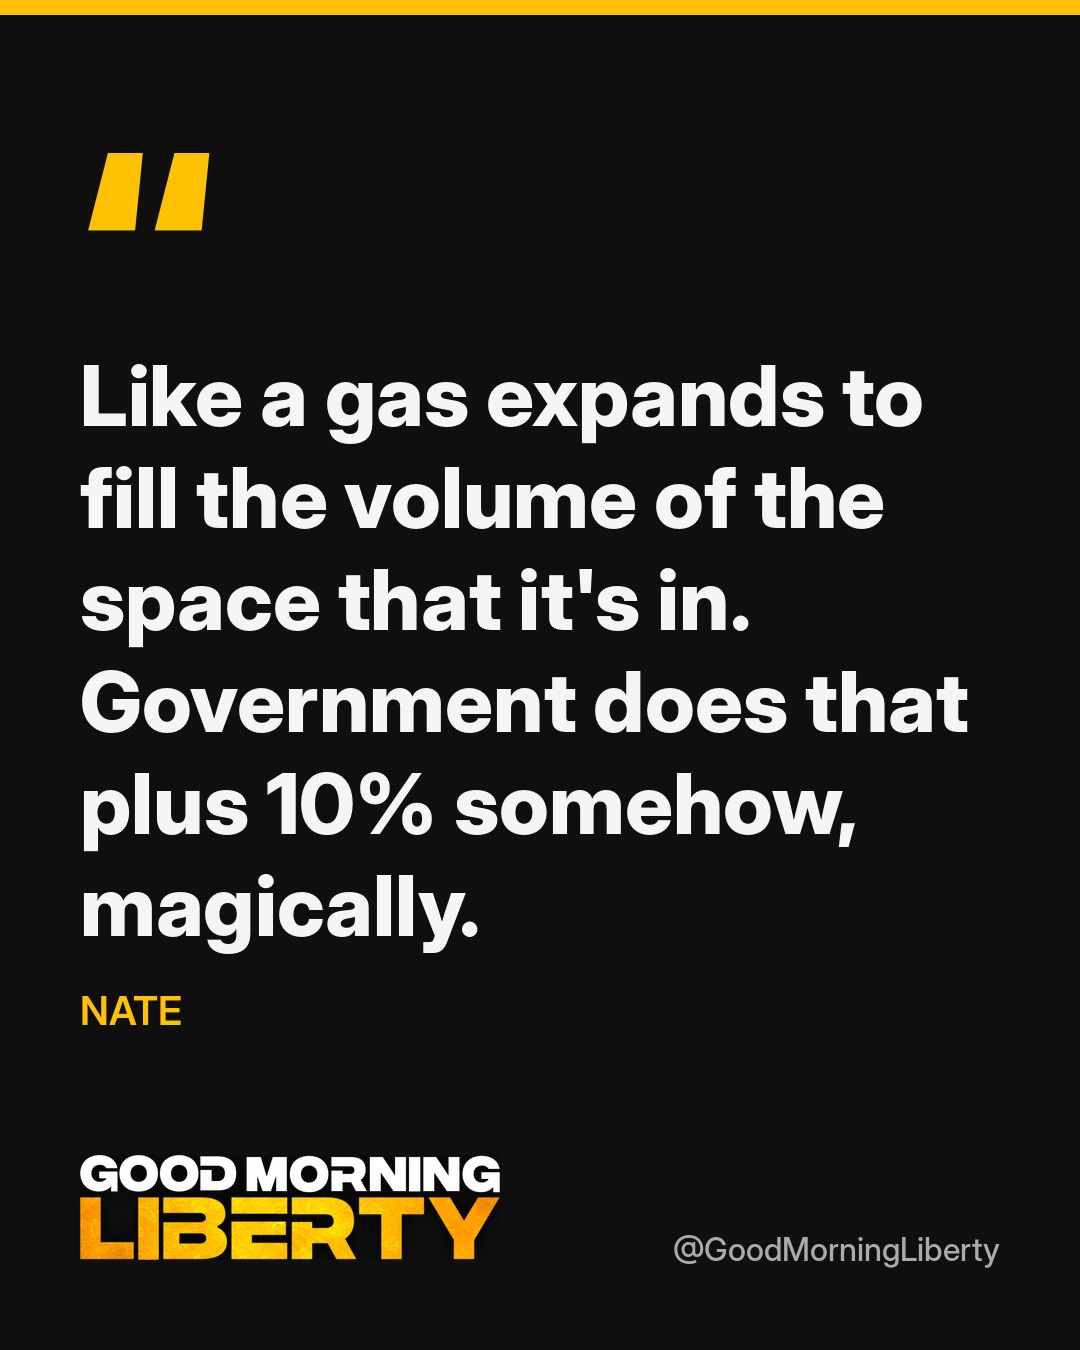 "
Like a gas expands to
fill the volume of the
space that it's in.
Government does that
plus 10% somehow,
magically.
NATE
GOOD MORNING
LIBERTY
@GoodMorningLiberty